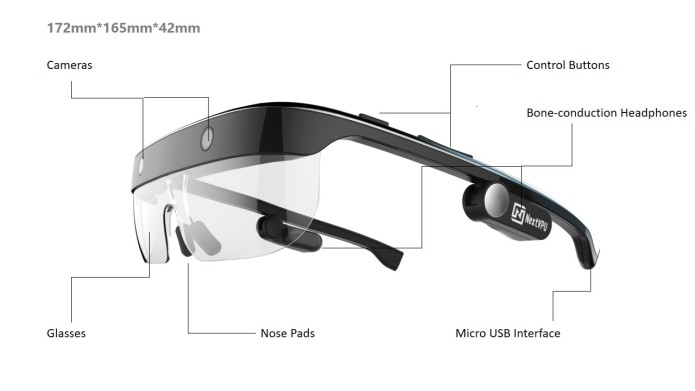 172mm*165mm*42mm
Cameras
Control Buttons
Bone-conduction Headphones
NextVPU
Glasses
Nose Pads
Micro USB Interface